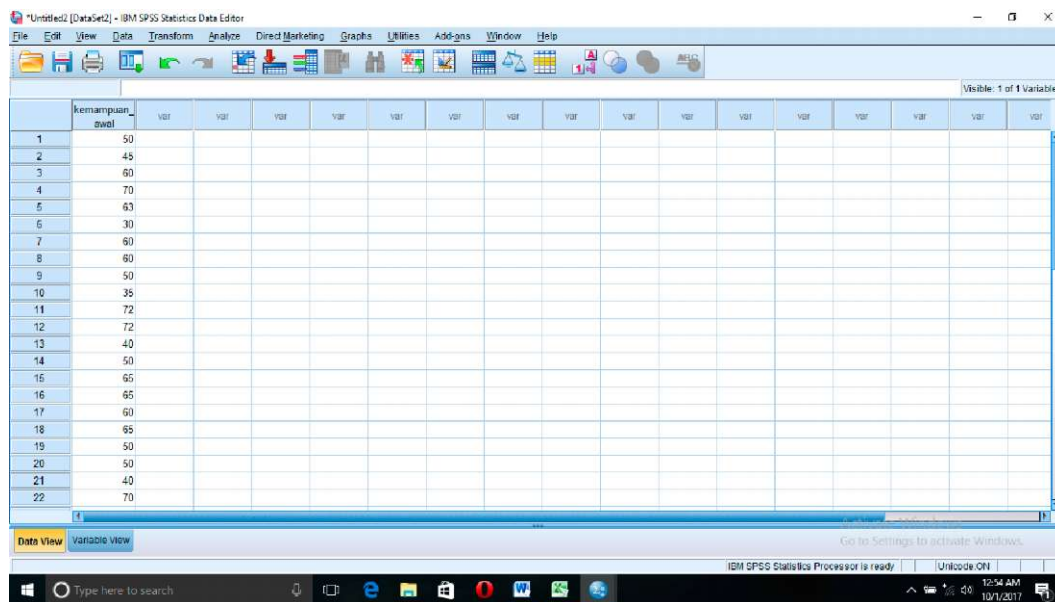 *Untitled2 [DataSet2] - IBM SPSS Statistics Data Editor
File Edit View Data Transform Analyze Direct Marketing Graphs Utilities Add-ons Window Help
Visible: 1 of 1 Variable
kemampuan_
awal var var var var var var var var var var var var var var
1 50
2 45
3 60
4 70
5 63
6 30
7 60
8 60
9 50
10 35
11 72
12 72
13 40
14 50
15 65
16 65
17 60
18 65
19 50
20 50
21 40
22 70
Data View Variable View
Go to Settings to activate Windows.
IBM SPSS Statistics Processor is ready Unicode:ON
Type here to search
12:54 AM
10/1/2017